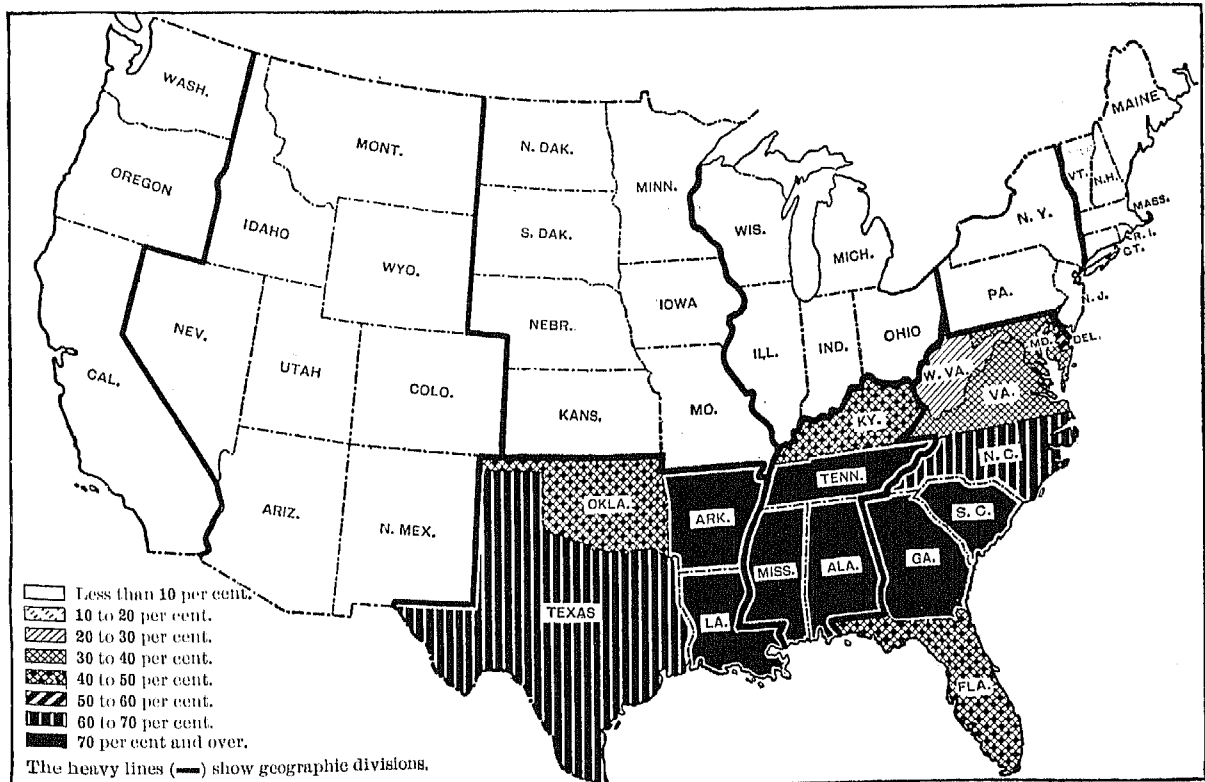 WASH.
MONT.
N. DAK.
MINN.
MAINE
OREGON
IDAHO
S. DAK.
WIS.
MICH.
VT.
N.H.
N. Y.
MASS.
R. I.
CT.
WYO.
NEBR.
IOWA
PA.
N. J.
NEV.
UTAH
COLO.
ILL.
IND.
OHIO
MD.
DEL.
CAL.
KANS.
MO.
W. VA.
VA.
KY.
ARIZ.
N. MEX.
OKLA.
ARK.
TENN.
N. C.
S. C.
TEXAS
LA.
MISS.
ALA.
GA.
FLA.
Less than 10 per cent.
10 to 20 per cent.
20 to 30 per cent.
30 to 40 per cent.
40 to 50 per cent.
50 to 60 per cent.
60 to 70 per cent.
70 per cent and over.
The heavy lines (━) show geographic divisions.